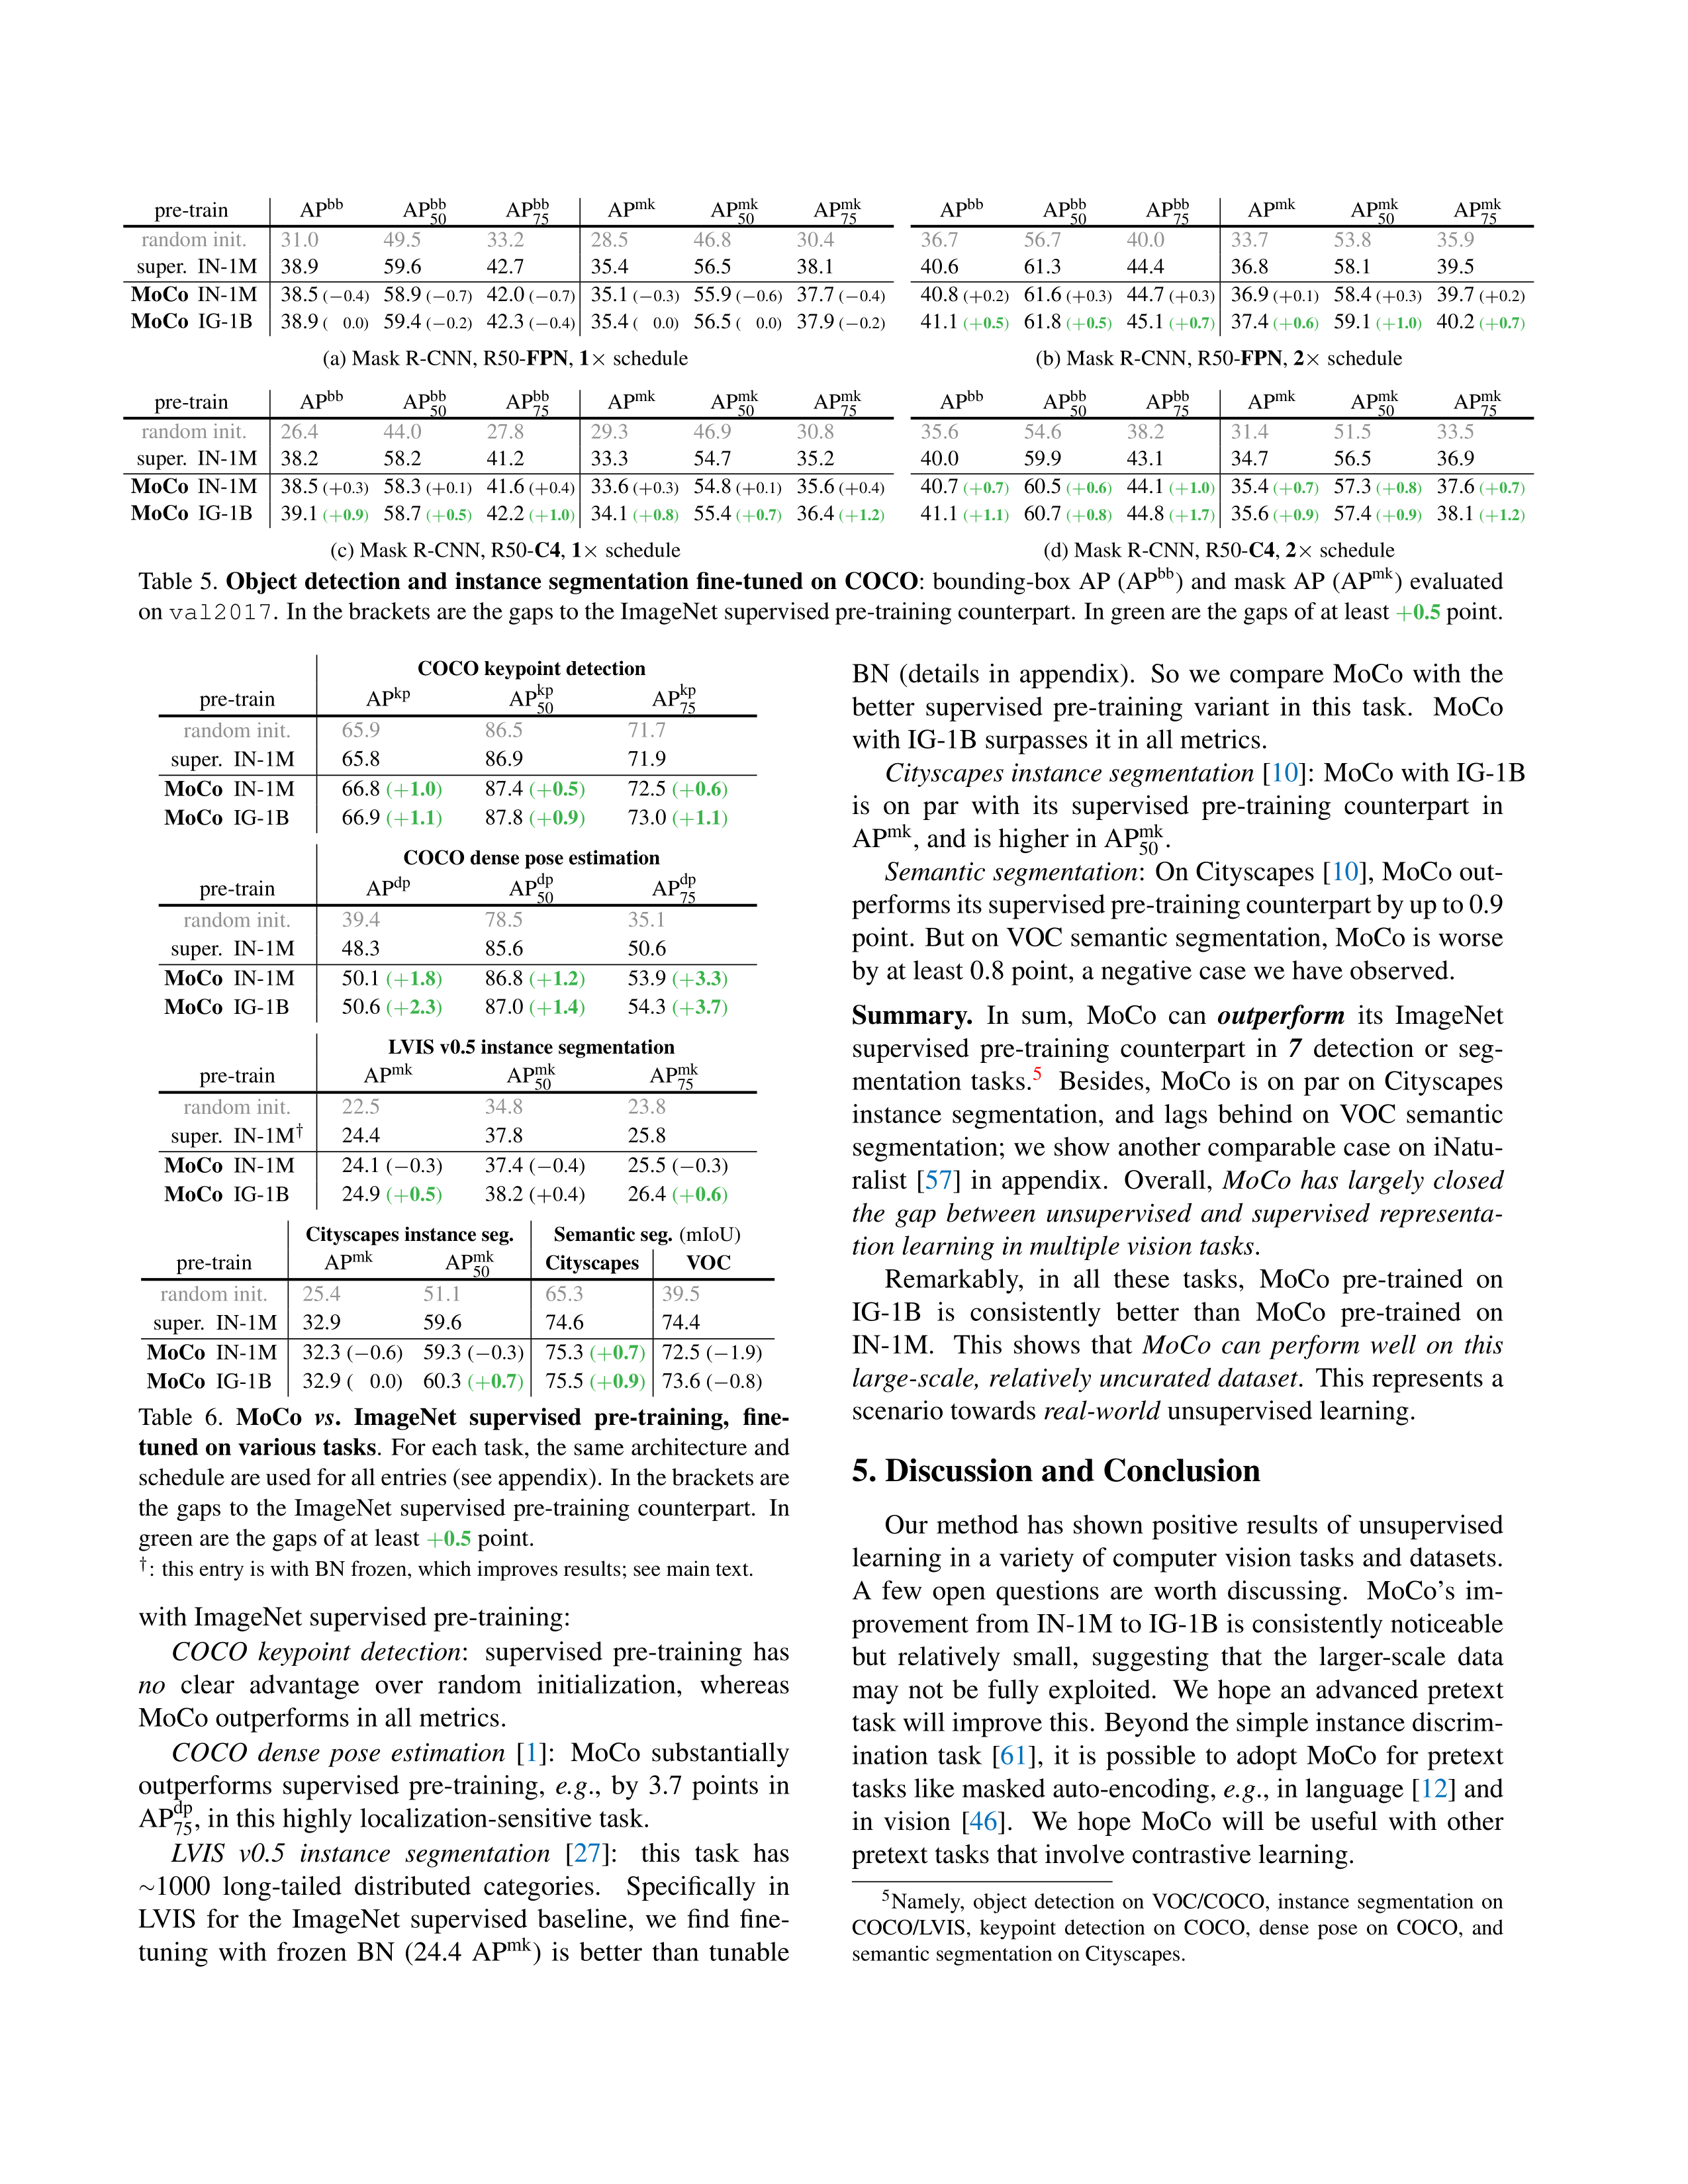 pre-train AP^bb AP^bb_50 AP^bb_75 AP^mk AP^mk_50 AP^mk_75 AP^bb AP^bb_50 AP^bb_75 AP^mk AP^mk_50 AP^mk_75
random init. 31.0 49.5 33.2 28.5 46.8 30.4 36.7 56.7 40.0 33.7 53.8 35.9
super. IN-1M 38.9 59.6 42.7 35.4 56.5 38.1 40.6 61.3 44.4 36.8 58.1 39.5
MoCo IN-1M 38.5 (−0.4) 58.9 (−0.7) 42.0 (−0.7) 35.1 (−0.3) 55.9 (−0.6) 37.7 (−0.4) 40.8 (+0.2) 61.6 (+0.3) 44.7 (+0.3) 36.9 (+0.1) 58.4 (+0.3) 39.7 (+0.2)
MoCo IG-1B 38.9 ( 0.0) 59.4 (−0.2) 42.3 (−0.4) 35.4 ( 0.0) 56.5 ( 0.0) 37.9 (−0.2) 41.1 (+0.5) 61.8 (+0.5) 45.1 (+0.7) 37.4 (+0.6) 59.1 (+1.0) 40.2 (+0.7)
(a) Mask R-CNN, R50-FPN, 1× schedule (b) Mask R-CNN, R50-FPN, 2× schedule
pre-train AP^bb AP^bb_50 AP^bb_75 AP^mk AP^mk_50 AP^mk_75 AP^bb AP^bb_50 AP^bb_75 AP^mk AP^mk_50 AP^mk_75
random init. 26.4 44.0 27.8 29.3 46.9 30.8 35.6 54.6 38.2 31.4 51.5 33.5
super. IN-1M 38.2 58.2 41.2 33.3 54.7 35.2 40.0 59.9 43.1 34.7 56.5 36.9
MoCo IN-1M 38.5 (+0.3) 58.3 (+0.1) 41.6 (+0.4) 33.6 (+0.3) 54.8 (+0.1) 35.6 (+0.4) 40.7 (+0.7) 60.5 (+0.6) 44.1 (+1.0) 35.4 (+0.7) 57.3 (+0.8) 37.6 (+0.7)
MoCo IG-1B 39.1 (+0.9) 58.7 (+0.5) 42.2 (+1.0) 34.1 (+0.8) 55.4 (+0.7) 36.4 (+1.2) 41.1 (+1.1) 60.7 (+0.8) 44.8 (+1.7) 35.6 (+0.9) 57.4 (+0.9) 38.1 (+1.2)
(c) Mask R-CNN, R50-C4, 1× schedule (d) Mask R-CNN, R50-C4, 2× schedule
Table 5. Object detection and instance segmentation fine-tuned on COCO: bounding-box AP (AP^bb) and mask AP (AP^mk) evaluated
on val2017. In the brackets are the gaps to the ImageNet supervised pre-training counterpart. In green are the gaps of at least +0.5 point.
COCO keypoint detection
pre-train AP^kp AP^kp_50 AP^kp_75
random init. 65.9 86.5 71.7
super. IN-1M 65.8 86.9 71.9
MoCo IN-1M 66.8 (+1.0) 87.4 (+0.5) 72.5 (+0.6)
MoCo IG-1B 66.9 (+1.1) 87.8 (+0.9) 73.0 (+1.1)
COCO dense pose estimation
pre-train AP^dp AP^dp_50 AP^dp_75
random init. 39.4 78.5 35.1
super. IN-1M 48.3 85.6 50.6
MoCo IN-1M 50.1 (+1.8) 86.8 (+1.2) 53.9 (+3.3)
MoCo IG-1B 50.6 (+2.3) 87.0 (+1.4) 54.3 (+3.7)
LVIS v0.5 instance segmentation
pre-train AP^mk AP^mk_50 AP^mk_75
random init. 22.5 34.8 23.8
super. IN-1M† 24.4 37.8 25.8
MoCo IN-1M 24.1 (−0.3) 37.4 (−0.4) 25.5 (−0.3)
MoCo IG-1B 24.9 (+0.5) 38.2 (+0.4) 26.4 (+0.6)
Cityscapes instance seg. Semantic seg. (mIoU)
pre-train AP^mk AP^mk_50 Cityscapes VOC
random init. 25.4 51.1 65.3 39.5
super. IN-1M 32.9 59.6 74.6 74.4
MoCo IN-1M 32.3 (−0.6) 59.3 (−0.3) 75.3 (+0.7) 72.5 (−1.9)
MoCo IG-1B 32.9 ( 0.0) 60.3 (+0.7) 75.5 (+0.9) 73.6 (−0.8)
Table 6. MoCo vs. ImageNet supervised pre-training, fine-
tuned on various tasks. For each task, the same architecture and
schedule are used for all entries (see appendix). In the brackets are
the gaps to the ImageNet supervised pre-training counterpart. In
green are the gaps of at least +0.5 point.
†: this entry is with BN frozen, which improves results; see main text.
with ImageNet supervised pre-training:
COCO keypoint detection: supervised pre-training has
no clear advantage over random initialization, whereas
MoCo outperforms in all metrics.
COCO dense pose estimation [1]: MoCo substantially
outperforms supervised pre-training, e.g., by 3.7 points in
AP^dp_75, in this highly localization-sensitive task.
LVIS v0.5 instance segmentation [27]: this task has
∼1000 long-tailed distributed categories. Specifically in
LVIS for the ImageNet supervised baseline, we find fine-
tuning with frozen BN (24.4 AP^mk) is better than tunable
BN (details in appendix). So we compare MoCo with the
better supervised pre-training variant in this task. MoCo
with IG-1B surpasses it in all metrics.
Cityscapes instance segmentation [10]: MoCo with IG-1B
is on par with its supervised pre-training counterpart in
AP^mk, and is higher in AP^mk_50.
Semantic segmentation: On Cityscapes [10], MoCo out-
performs its supervised pre-training counterpart by up to 0.9
point. But on VOC semantic segmentation, MoCo is worse
by at least 0.8 point, a negative case we have observed.
Summary. In sum, MoCo can outperform its ImageNet
supervised pre-training counterpart in 7 detection or seg-
mentation tasks.5 Besides, MoCo is on par on Cityscapes
instance segmentation, and lags behind on VOC semantic
segmentation; we show another comparable case on iNatu-
ralist [57] in appendix. Overall, MoCo has largely closed
the gap between unsupervised and supervised representa-
tion learning in multiple vision tasks.
Remarkably, in all these tasks, MoCo pre-trained on
IG-1B is consistently better than MoCo pre-trained on
IN-1M. This shows that MoCo can perform well on this
large-scale, relatively uncurated dataset. This represents a
scenario towards real-world unsupervised learning.
5. Discussion and Conclusion
Our method has shown positive results of unsupervised
learning in a variety of computer vision tasks and datasets.
A few open questions are worth discussing. MoCo's im-
provement from IN-1M to IG-1B is consistently noticeable
but relatively small, suggesting that the larger-scale data
may not be fully exploited. We hope an advanced pretext
task will improve this. Beyond the simple instance discrim-
ination task [61], it is possible to adopt MoCo for pretext
tasks like masked auto-encoding, e.g., in language [12] and
in vision [46]. We hope MoCo will be useful with other
pretext tasks that involve contrastive learning.
5Namely, object detection on VOC/COCO, instance segmentation on
COCO/LVIS, keypoint detection on COCO, dense pose on COCO, and
semantic segmentation on Cityscapes.